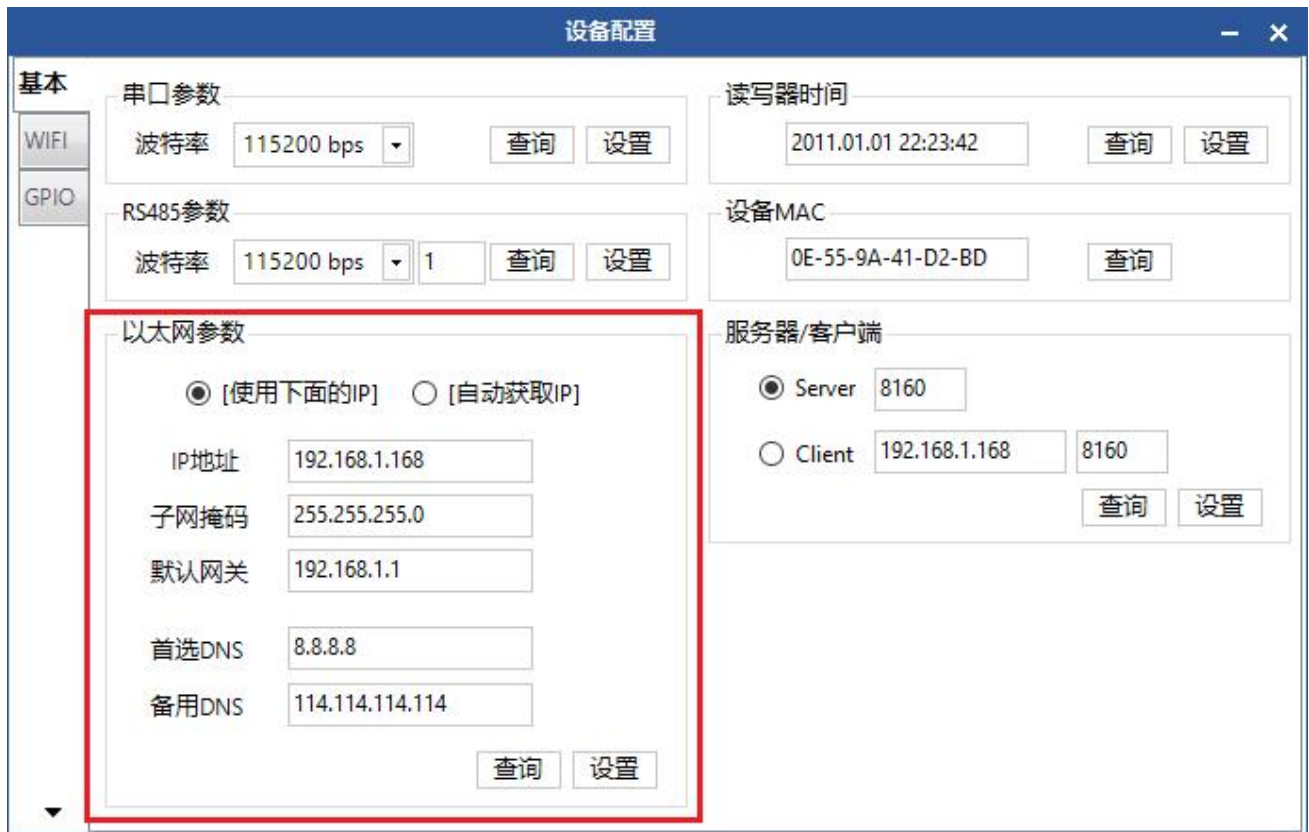 设备配置
基本
WIFI
GPIO
串口参数
波特率 115200 bps 查询 设置
RS485参数
波特率 115200 bps 1 查询 设置
以太网参数
[使用下面的IP] [自动获取IP]
IP地址 192.168.1.168
子网掩码 255.255.255.0
默认网关 192.168.1.1
首选DNS 8.8.8.8
备用DNS 114.114.114.114
查询 设置
读写器时间
2011.01.01 22:23:42 查询 设置
设备MAC
0E-55-9A-41-D2-BD 查询
服务器/客户端
Server 8160
Client 192.168.1.168 8160
查询 设置